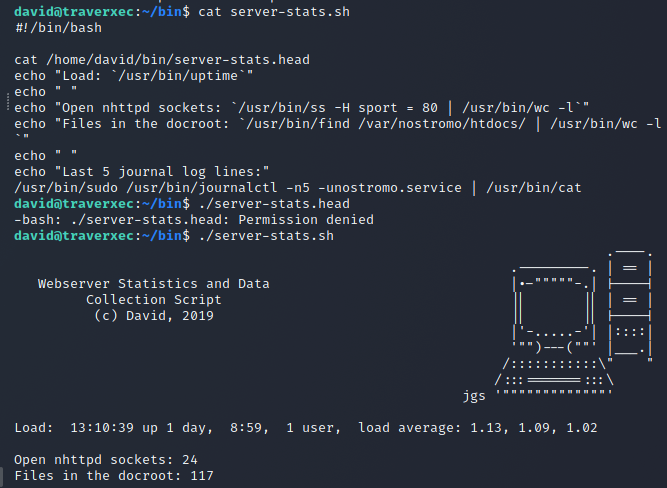 david@traverxec:~/bin$ cat server-stats.sh
#!/bin/bash
cat /home/david/bin/server-stats.head
echo "Load: `/usr/bin/uptime`"
echo " "
echo "Open nhttpd sockets: `/usr/bin/ss -H sport = 80 | /usr/bin/wc -l`"
echo "Files in the docroot: `/usr/bin/find /var/nostromo/htdocs/ | /usr/bin/wc -l
`"
echo " "
echo "Last 5 journal log lines:"
/usr/bin/sudo /usr/bin/journalctl -n5 -unostromo.service | /usr/bin/cat
david@traverxec:~/bin$ ./server-stats.head
-bash: ./server-stats.head: Permission denied
david@traverxec:~/bin$ ./server-stats.sh
Webserver Statistics and Data
Collection Script
(c) David, 2019
jgs
Load:  13:10:39 up 1 day,  8:59,  1 user,  load average: 1.13, 1.09, 1.02
Open nhttpd sockets: 24
Files in the docroot: 117